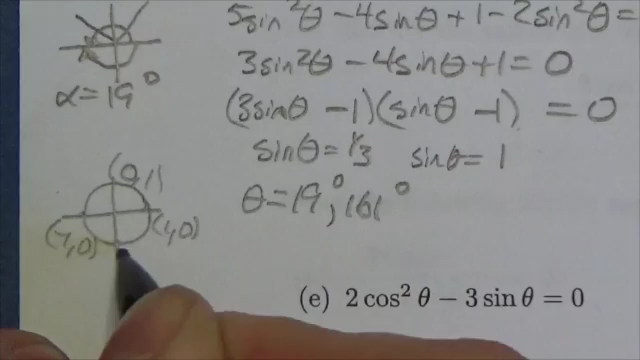 5sin²θ − 4sinθ + 1 − 2sin²θ =
3sin²θ − 4sinθ + 1 = 0
α = 19°
(3sinθ − 1)(sinθ − 1) = 0
sinθ = 1/3 sinθ = 1
(0,1)
θ = 19°, 161°
(-1,0) (1,0)
(e) 2 cos² θ − 3 sin θ = 0